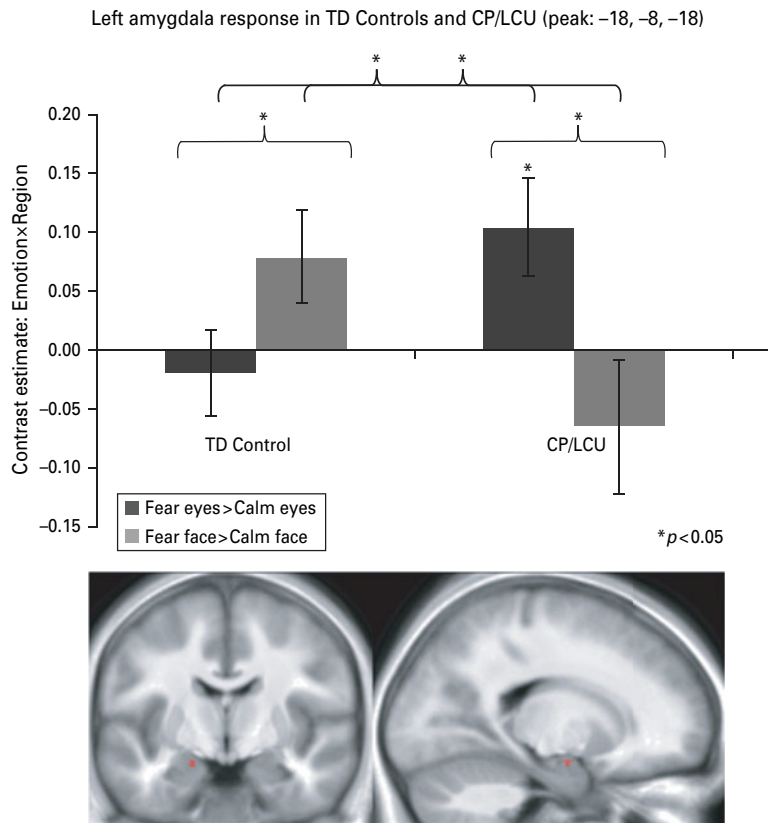 Left amygdala response in TD Controls and CP/LCU (peak: –18, –8, –18)
* *
0.20
* *
0.15
*
0.10
0.05
0.00
–0.05
–0.10
–0.15
Contrast estimate: Emotion×Region
TD Control
CP/LCU
Fear eyes>Calm eyes
Fear face>Calm face
*p<0.05